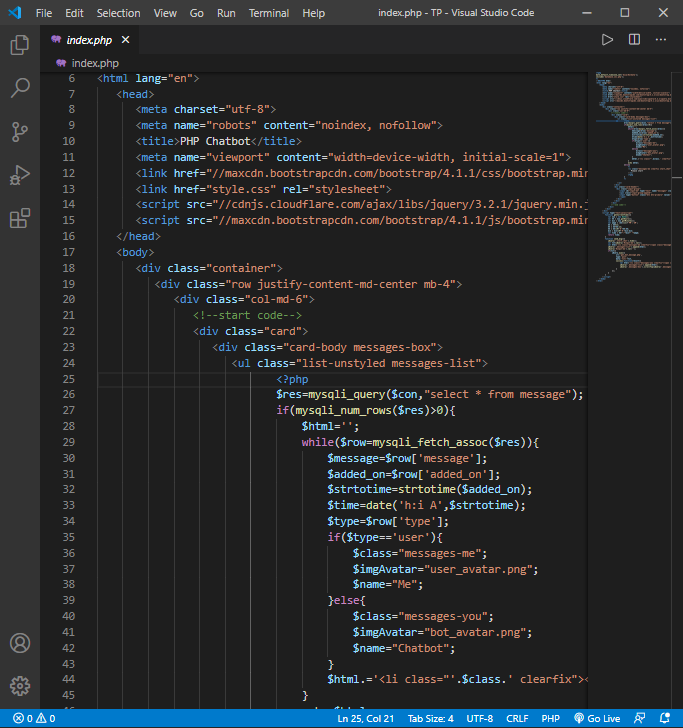 File Edit Selection View Go Run Terminal Help index.php - TP - Visual Studio Code
index.php
index.php
6 <html lang="en">
7 <head>
8 <meta charset="utf-8">
9 <meta name="robots" content="noindex, nofollow">
10 <title>PHP Chatbot</title>
11 <meta name="viewport" content="width=device-width, initial-scale=1">
12 <link href="//maxcdn.bootstrapcdn.com/bootstrap/4.1.1/css/bootstrap.min
13 <link href="style.css" rel="stylesheet">
14 <script src="//cdnjs.cloudflare.com/ajax/libs/jquery/3.2.1/jquery.min.j
15 <script src="//maxcdn.bootstrapcdn.com/bootstrap/4.1.1/js/bootstrap.min
16 </head>
17 <body>
18 <div class="container">
19 <div class="row justify-content-md-center mb-4">
20 <div class="col-md-6">
21 <!--start code-->
22 <div class="card">
23 <div class="card-body messages-box">
24 <ul class="list-unstyled messages-list">
25 <?php
26 $res=mysqli_query($con,"select * from message");
27 if(mysqli_num_rows($res)>0){
28 $html='';
29 while($row=mysqli_fetch_assoc($res)){
30 $message=$row['message'];
31 $added_on=$row['added_on'];
32 $strtotime=strtotime($added_on);
33 $time=date('h:i A',$strtotime);
34 $type=$row['type'];
35 if($type=='user'){
36 $class="messages-me";
37 $imgAvatar="user_avatar.png";
38 $name="Me";
39 }else{
40 $class="messages-you";
41 $imgAvatar="bot_avatar.png";
42 $name="Chatbot";
43 }
44 $html.='<li class="'.$class.' clearfix"><
45 }
0 0 Ln 25, Col 21 Tab Size: 4 UTF-8 CRLF PHP Go Live